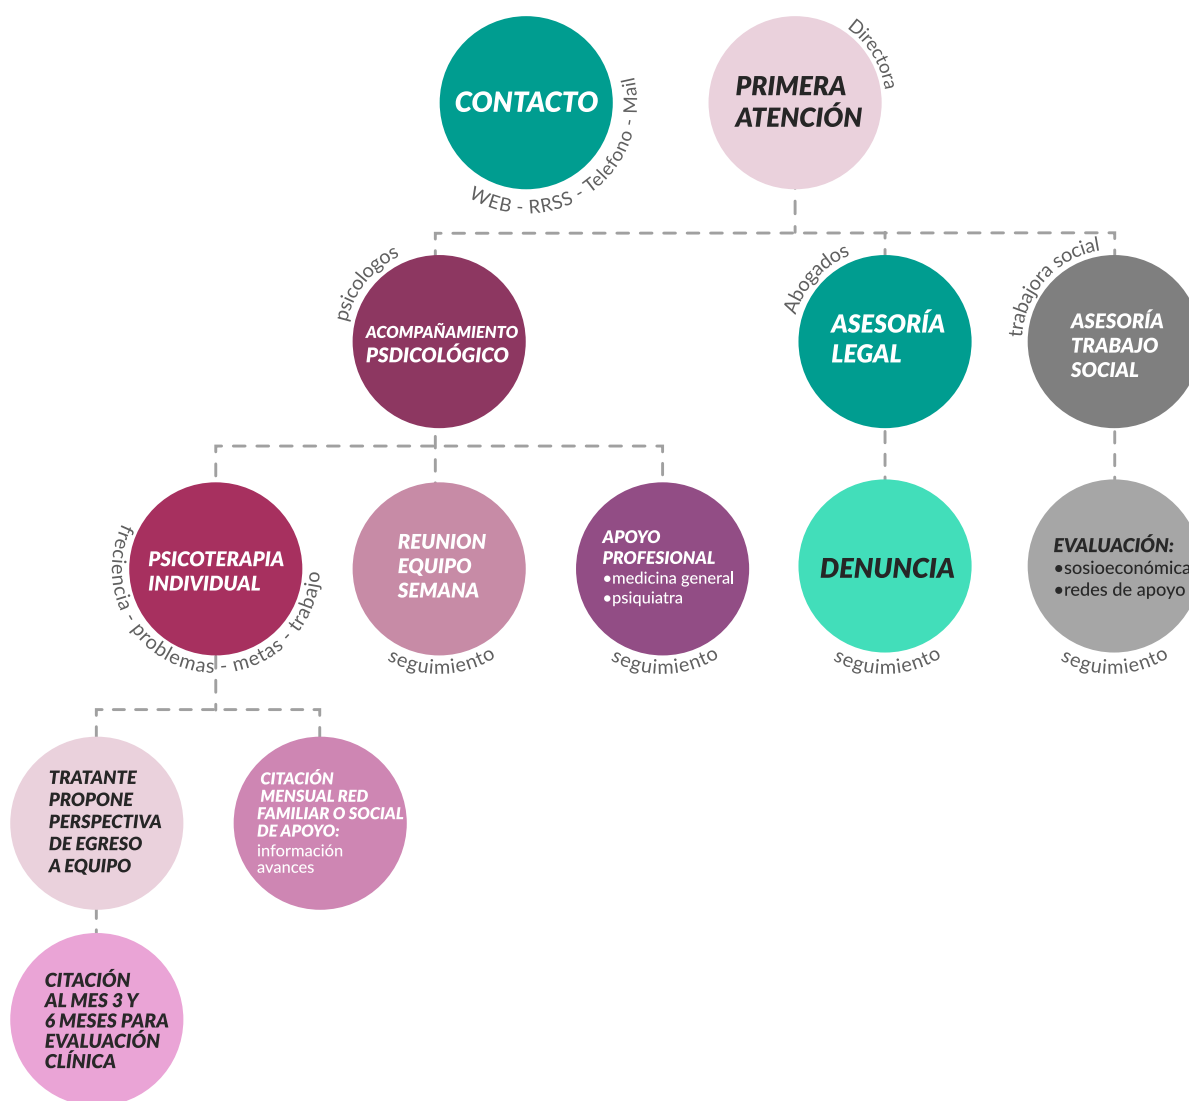 CONTACTO
WEB - RRSS - Telefono - Mail
PRIMERA
ATENCIÓN
Directora
psicologos
ACOMPAÑAMIENTO
PSDICOLÓGICO
Abogados
ASESORÍA
LEGAL
trabajora social
ASESORÍA
TRABAJO
SOCIAL
PSICOTERAPIA
INDIVIDUAL
freciencia - problemas - metas - trabajo
REUNION
EQUIPO
SEMANA
seguimiento
APOYO
PROFESIONAL
•medicina general
•psiquiatra
seguimiento
DENUNCIA
seguimiento
EVALUACIÓN:
•sosioeconómica
•redes de apoyo
seguimiento
TRATANTE
PROPONE
PERSPECTIVA
DE EGRESO
A EQUIPO
CITACIÓN
MENSUAL RED
FAMILIAR O SOCIAL
DE APOYO:
información
avances
CITACIÓN
AL MES 3 Y
6 MESES PARA
EVALUACIÓN
CLÍNICA